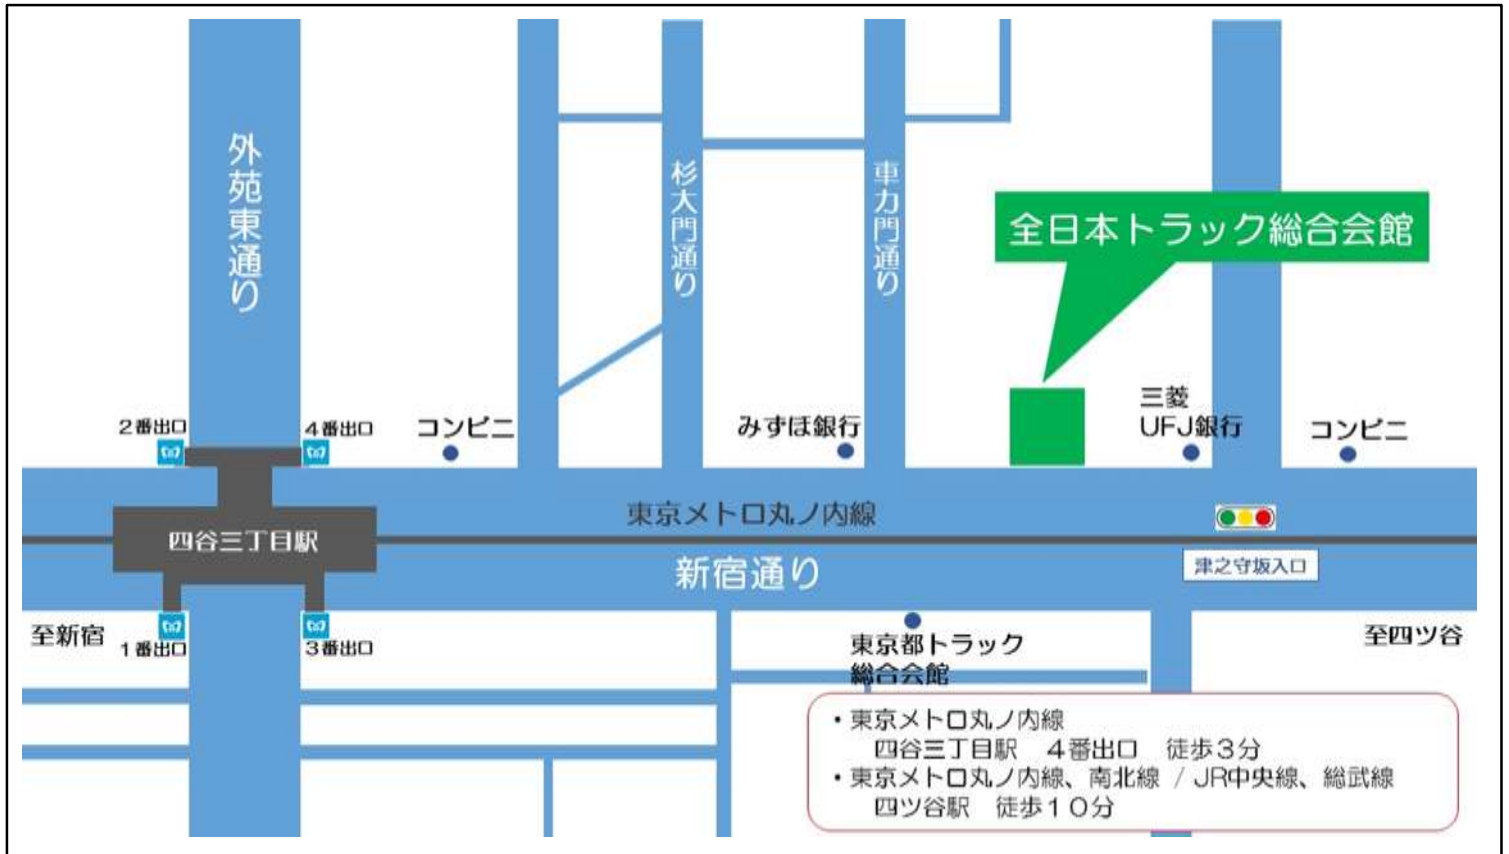 外苑東通り
杉大門通り
車力門通り
全日本トラック総合会館
2番出口
4番出口
コンビニ
みずほ銀行
三菱
UFJ銀行
コンビニ
東京メトロ丸ノ内線
四谷三丁目駅
新宿通り
津之守坂入口
至新宿
1番出口
3番出口
東京都トラック
総合会館
至四ツ谷
・東京メトロ丸ノ内線
四谷三丁目駅　4番出口　徒歩3分
・東京メトロ丸ノ内線、南北線 / JR中央線、総武線
四ツ谷駅　徒歩10分